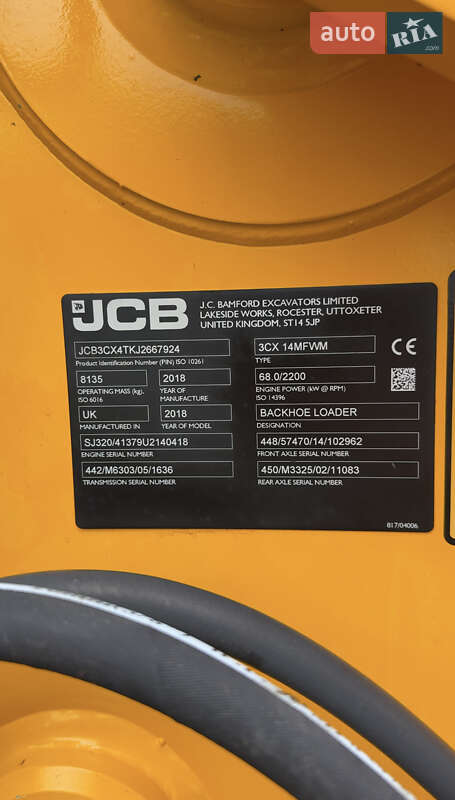 auto RIA.com
JCB
J.C. BAMFORD EXCAVATORS LIMITED
LAKESIDE WORKS, ROCESTER, UTTOXETER
UNITED KINGDOM, ST14 5JP
JCB3CX4TKJ2667924
Product Identification Number (PIN) ISO 10261
3CX 14MFWM
TYPE
CE
8135
OPERATING MASS (kg),
ISO 6016
2018
YEAR OF
MANUFACTURE
68.0/2200
ENGINE POWER (kW @ RPM)
ISO 14396
UK
MANUFACTURED IN
2018
YEAR OF MODEL
BACKHOE LOADER
DESIGNATION
SJ320/41379U2140418
ENGINE SERIAL NUMBER
448/57470/14/102962
FRONT AXLE SERIAL NUMBER
442/M6303/05/1636
TRANSMISSION SERIAL NUMBER
450/M3325/02/11083
REAR AXLE SERIAL NUMBER
817/04006